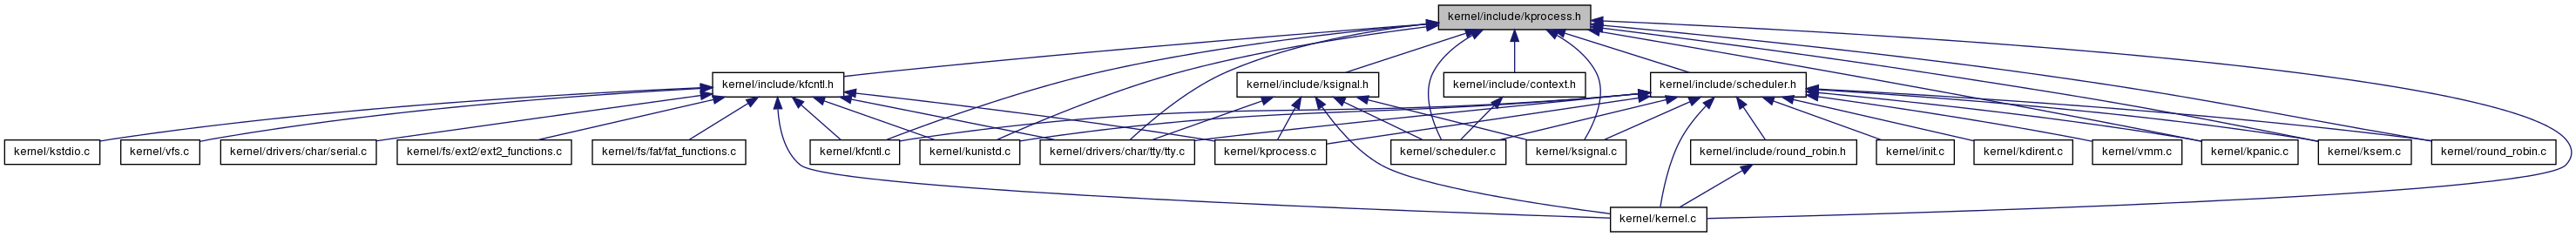 kernel/include/kprocess.h
kernel/include/kfcntl.h
kernel/include/ksignal.h
kernel/include/context.h
kernel/include/scheduler.h
kernel/kstdio.c
kernel/vfs.c
kernel/drivers/char/serial.c
kernel/fs/ext2/ext2_functions.c
kernel/fs/fat/fat_functions.c
kernel/kfcntl.c
kernel/kunistd.c
kernel/drivers/char/tty/tty.c
kernel/kprocess.c
kernel/scheduler.c
kernel/ksignal.c
kernel/include/round_robin.h
kernel/init.c
kernel/kdirent.c
kernel/vmm.c
kernel/kpanic.c
kernel/ksem.c
kernel/round_robin.c
kernel/kernel.c